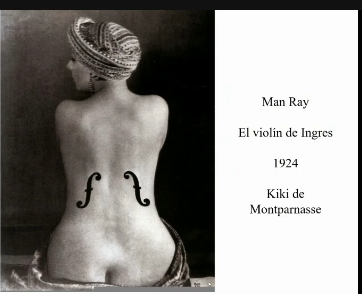 Man Ray
El violín de Ingres
1924
Kiki de
Montparnasse